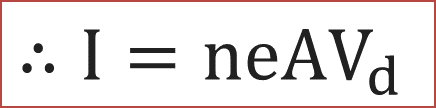 ∴ I = neAV_d